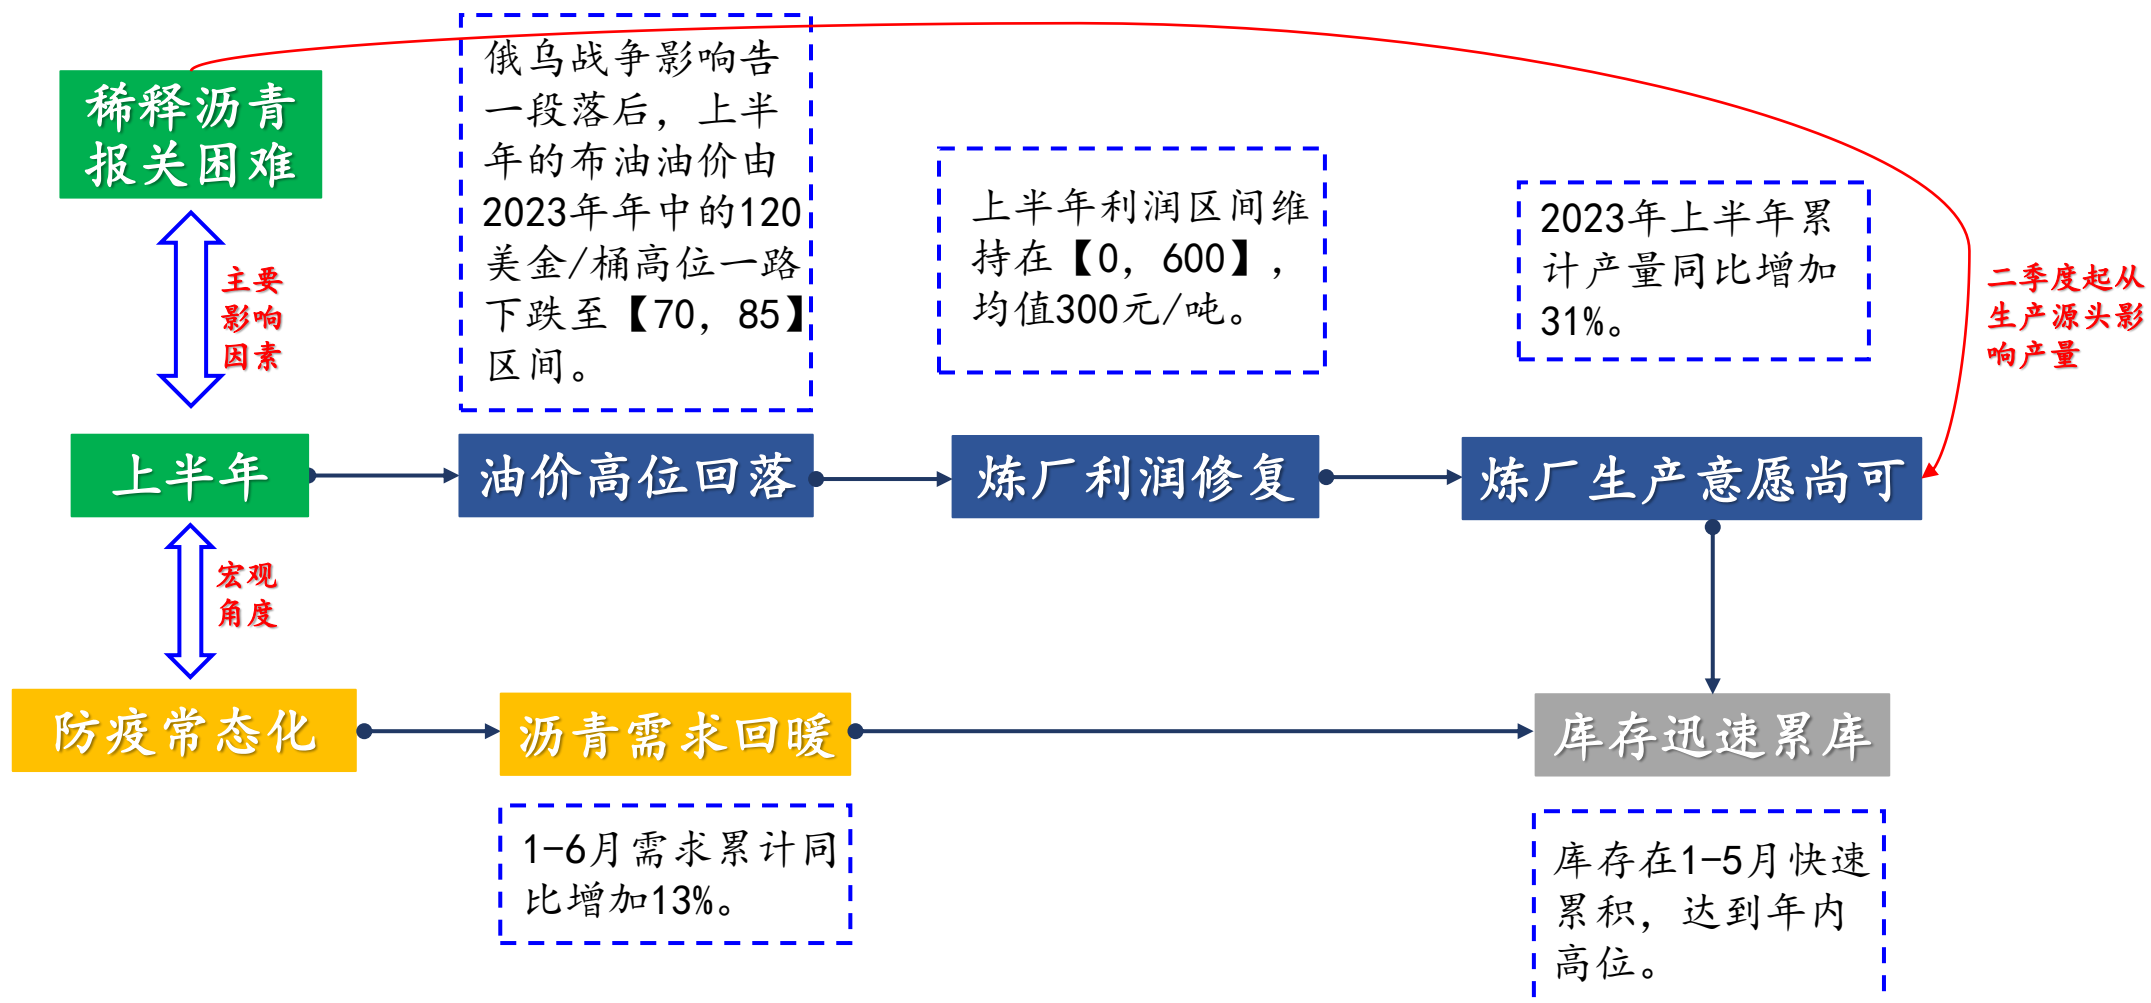 稀释沥青
报关困难
主要
影响
因素
俄乌战争影响告
一段落后，上半
年的布油油价由
2023年年中的120
美金/桶高位一路
下跌至【70，85】
区间。
上半年利润区间维
持在【0，600】，
均值300元/吨。
2023年上半年累
计产量同比增加
31%。
二季度起从
生产源头影
响产量
上半年
油价高位回落
炼厂利润修复
炼厂生产意愿尚可
宏观
角度
防疫常态化
沥青需求回暖
库存迅速累库
1-6月需求累计同
比增加13%。
库存在1-5月快速
累积，达到年内
高位。